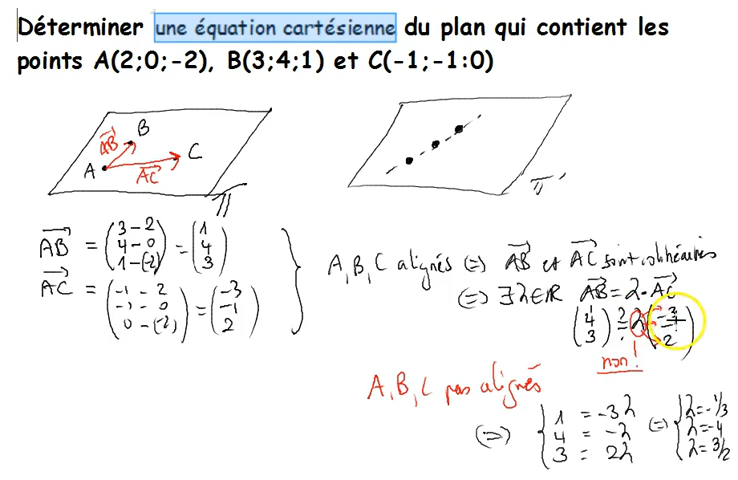 Déterminer une équation cartésienne du plan qui contient les
points A(2;0;-2), B(3;4;1) et C(-1;-1:0)
B
AB
C
A
AC
π
π'
AB = (3-2 4-0 1-(-2)) = (1 4 3)
AC = (-1-2 -1-0 0-(-2)) = (-3 -1 2)
A, B, C alignés ⇔ AB et AC sont colinéaires
⇔ ∃λ∈ℝ AB = λ·AC
(1 4 3) ?= λ(-3 -1 2)
non!
A, B, C pas alignés
⇔ { 1 = -3λ ⇔ { λ=-1/3
4 = -λ λ=-4
3 = 2λ λ=3/2